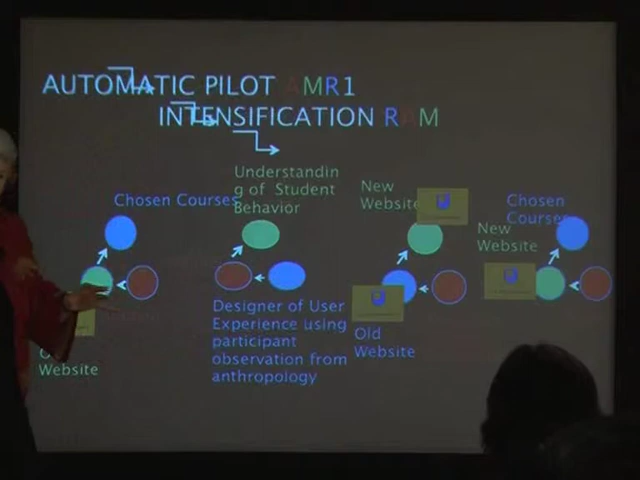 AUTOMATIC PILOT AMR1
INTENSIFICATION RAM
Understandin
g of Student
Behavior
Chosen Courses
New
Website
Chosen
Courses
New
Website
Designer of User
Experience using
participant
observation from
anthropology
Old
Website
Website